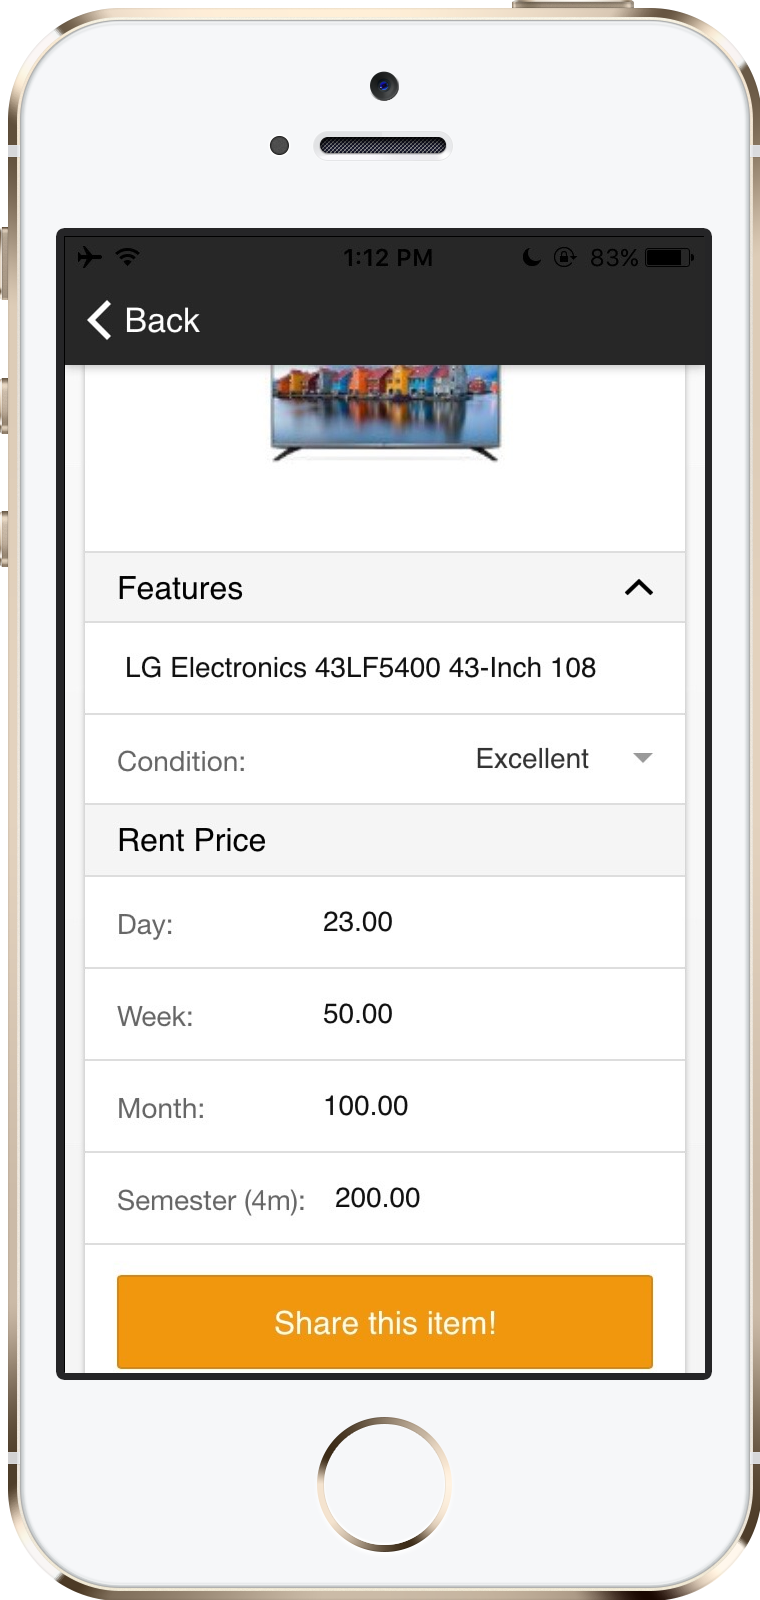 1:12 PM 83%
Back
Features
LG Electronics 43LF5400 43-Inch 108
Condition: Excellent
Rent Price
Day: 23.00
Week: 50.00
Month: 100.00
Semester (4m): 200.00
Share this item!